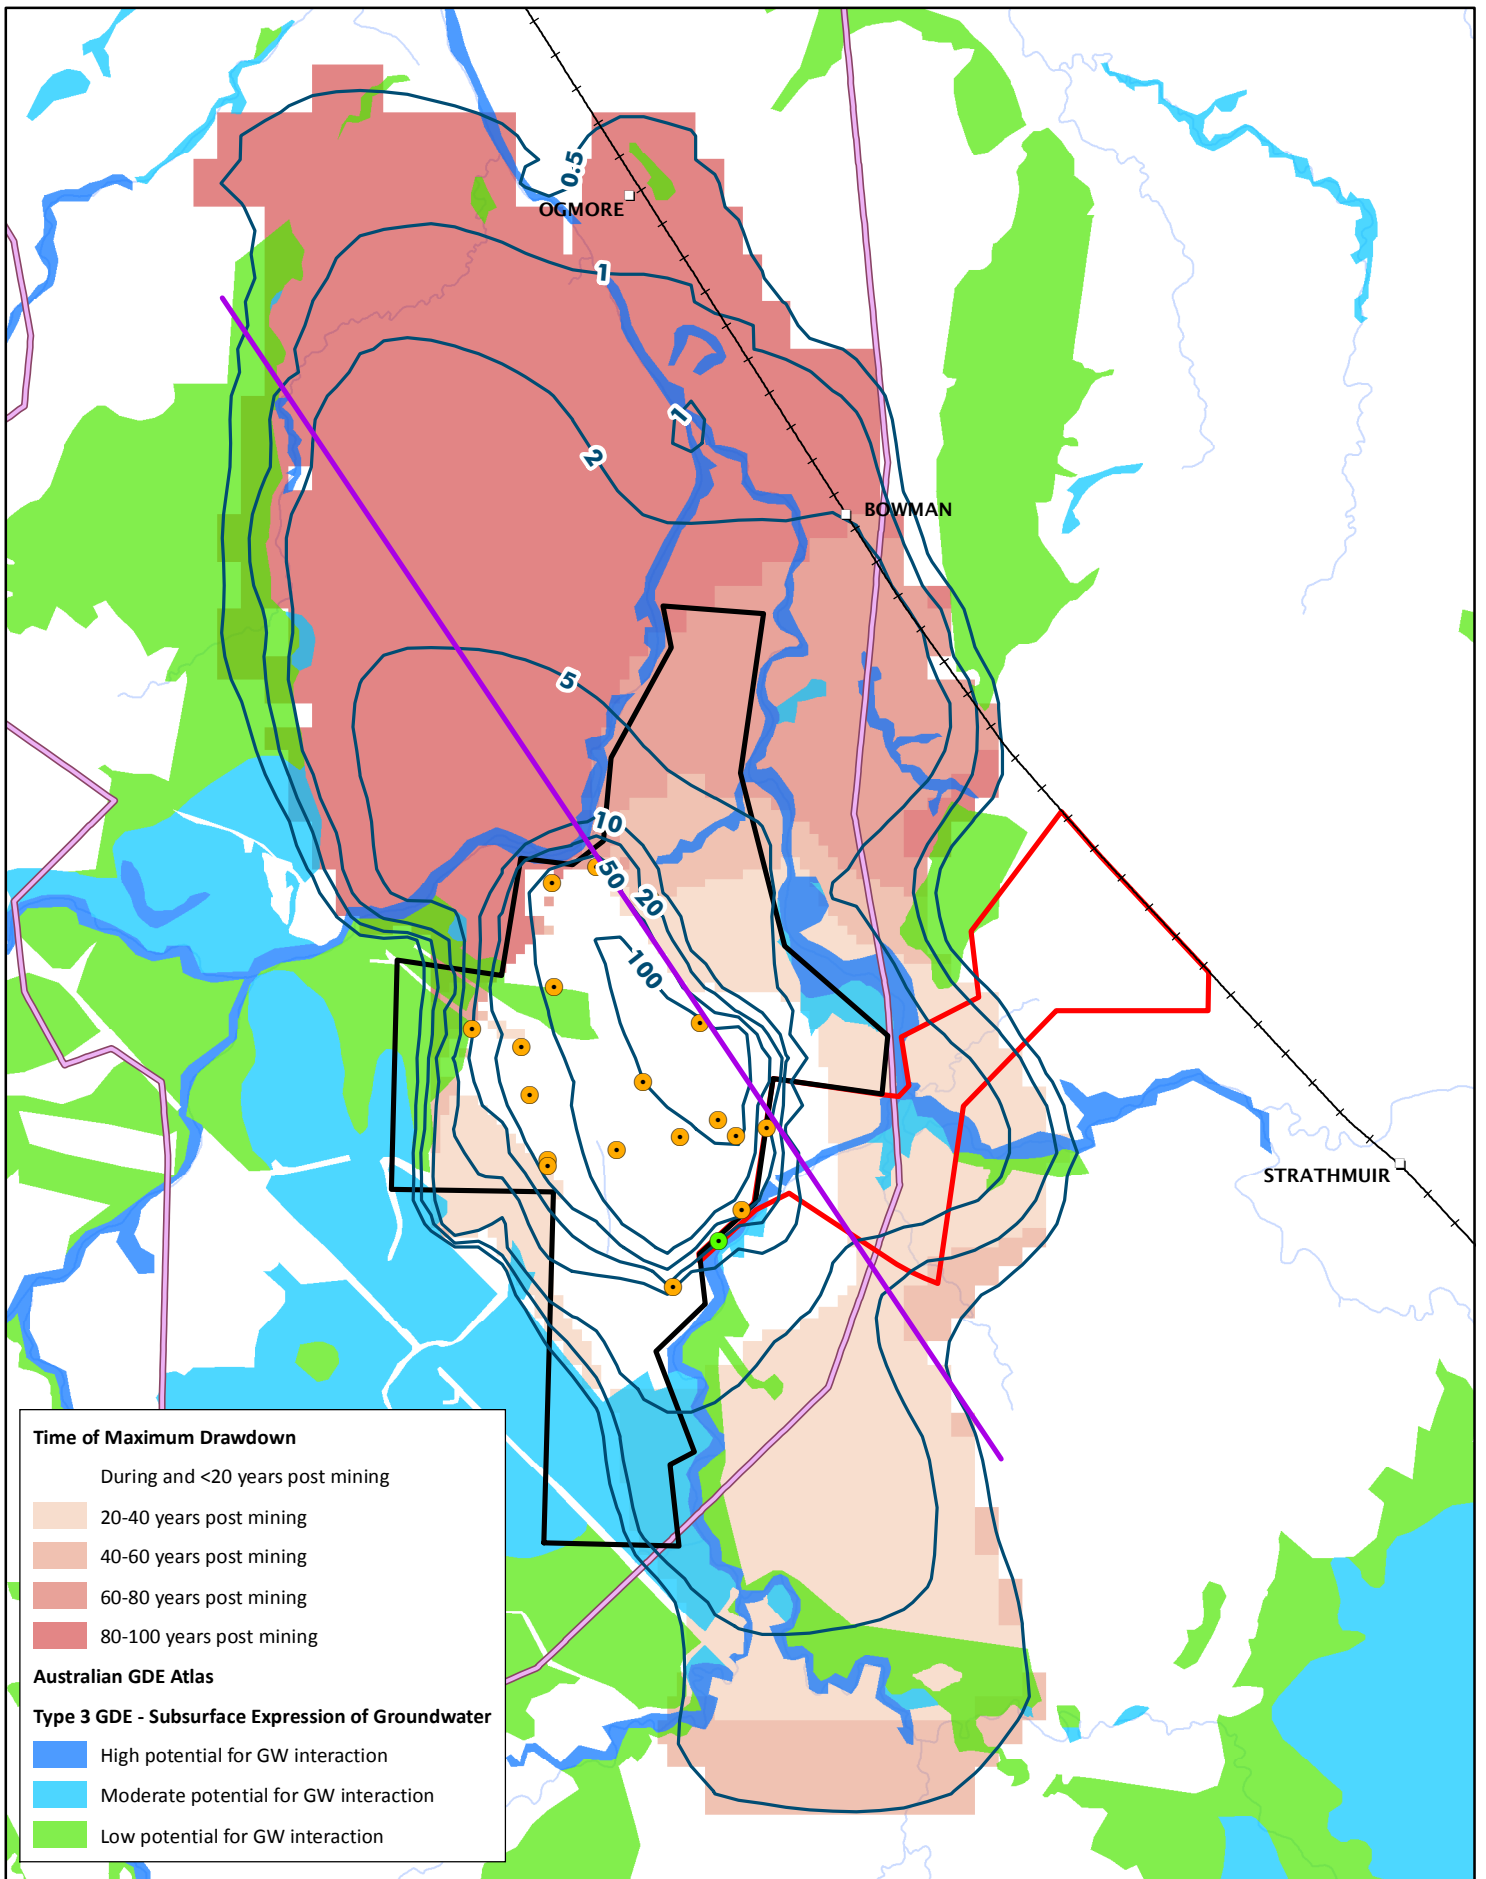 0.5
OGMORE
1
1
2
BOWMAN
5
10
50
20
100
STRATHMUIR
Time of Maximum Drawdown
During and <20 years post mining
20-40 years post mining
40-60 years post mining
60-80 years post mining
80-100 years post mining
Australian GDE Atlas
Type 3 GDE - Subsurface Expression of Groundwater
High potential for GW interaction
Moderate potential for GW interaction
Low potential for GW interaction